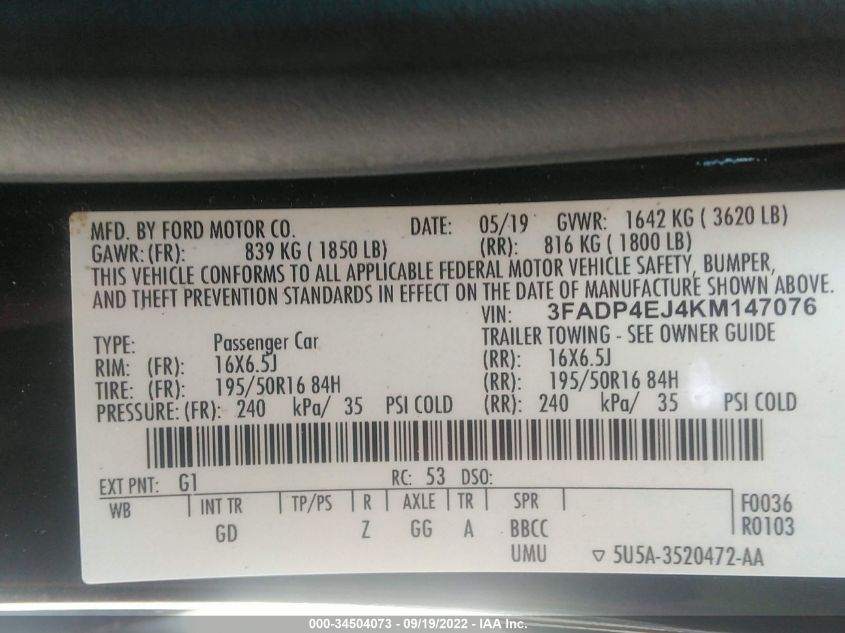 MFD. BY FORD MOTOR CO. DATE: 05/19 GVWR: 1642 KG ( 3620 LB)
GAWR: (FR): 839 KG ( 1850 LB) (RR): 816 KG ( 1800 LB)
THIS VEHICLE CONFORMS TO ALL APPLICABLE FEDERAL MOTOR VEHICLE SAFETY, BUMPER,
AND THEFT PREVENTION STANDARDS IN EFFECT ON THE DATE OF MANUFACTURE SHOWN ABOVE.
VIN: 3FADP4EJ4KM147076
TYPE: Passenger Car TRAILER TOWING - SEE OWNER GUIDE
RIM: (FR): 16X6.5J (RR): 16X6.5J
TIRE: (FR): 195/50R16 84H (RR): 195/50R16 84H
PRESSURE: (FR): 240 kPa/ 35 PSI COLD (RR): 240 kPa/ 35 PSI COLD
EXT PNT: G1 RC: 53 DSO:
WB INT TR TP/PS R AXLE TR SPR F0036
GD Z GG A BBCC R0103
UMU ▽ 5U5A-3520472-AA
000-34504073 - 09/19/2022 - IAA Inc.